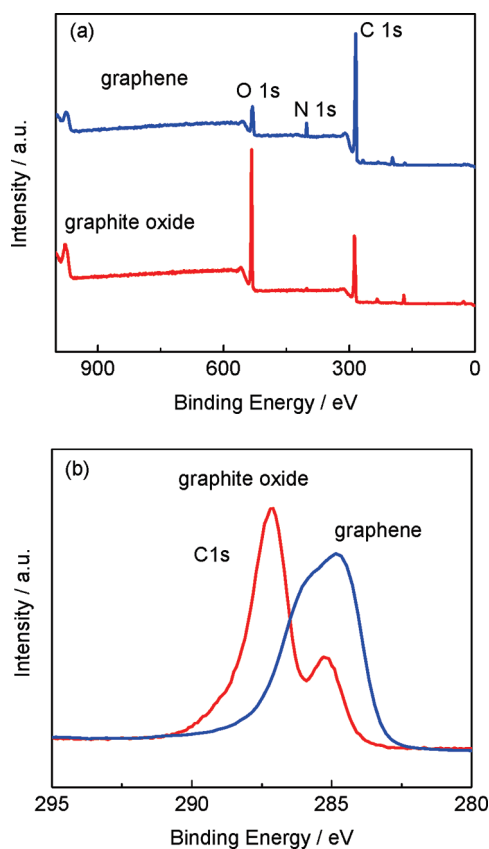 (a)
C 1s
graphene
O 1s
N 1s
graphite oxide
Intensity / a.u.
900 600 300 0
Binding Energy / eV
(b)
graphite oxide
graphene
C1s
Intensity / a.u.
295 290 285 280
Binding Energy / eV